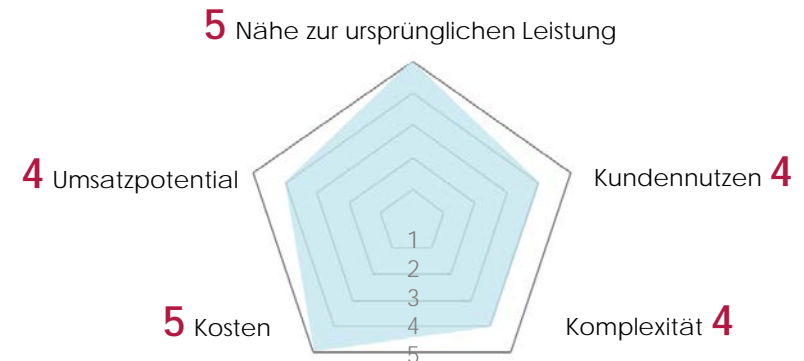 5 Nähe zur ursprünglichen Leistung
4 Umsatzpotential
Kundennutzen 4
1
2
3
4
5
5 Kosten
Komplexität 4